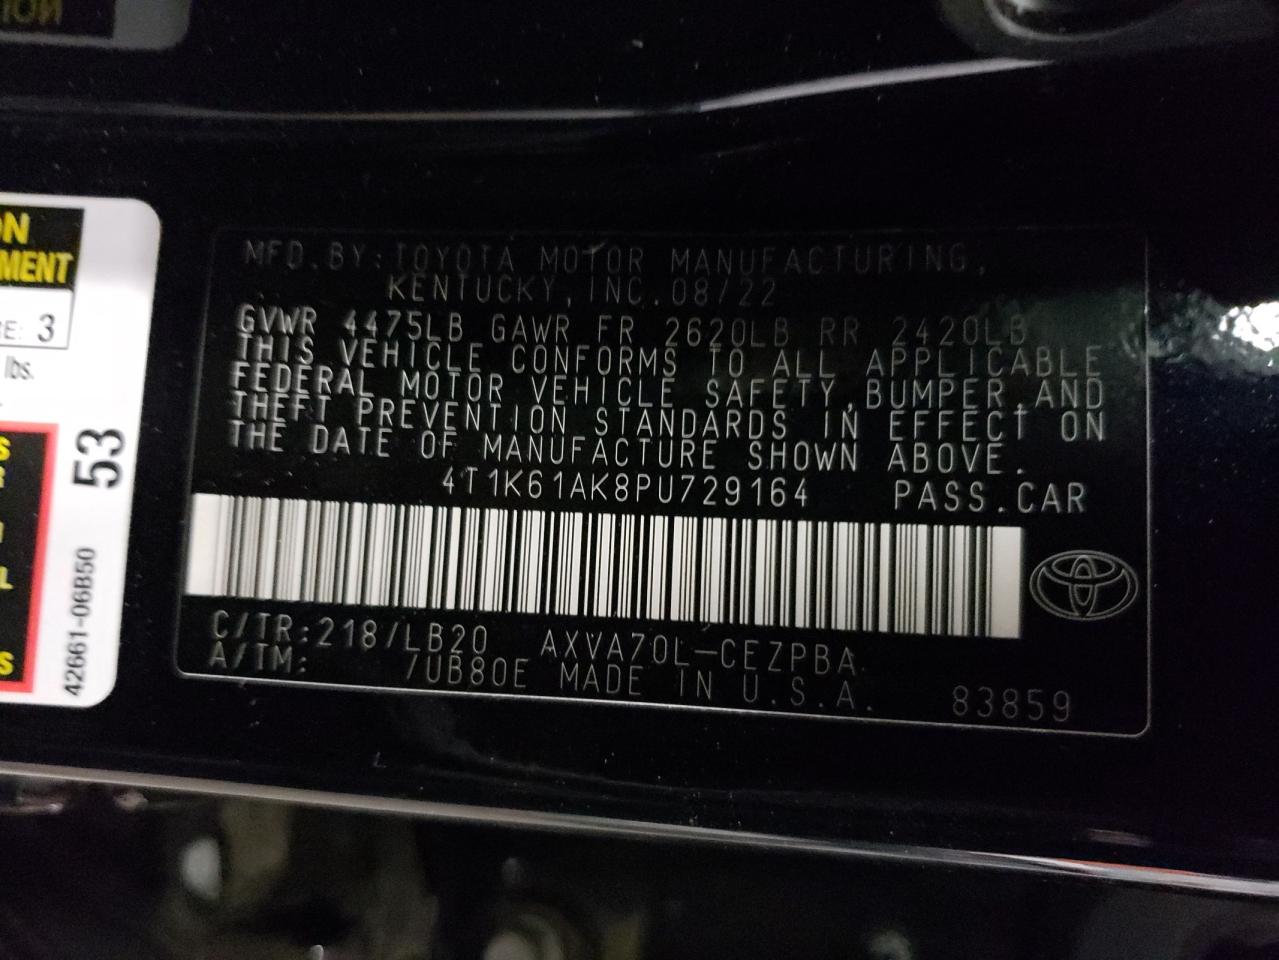 ON
MENT
RE: 3
lbs.
53
42661-06B50
S
R
L
S
MFD.BY:TOYOTA MOTOR MANUFACTURING,
KENTUCKY,INC.08/22
GVWR 4475LB GAWR FR 2620LB RR 2420LB
THIS VEHICLE CONFORMS TO ALL APPLICABLE
FEDERAL MOTOR VEHICLE SAFETY,BUMPER,AND
THEFT PREVENTION STANDARDS IN EFFECT ON
THE DATE OF MANUFACTURE SHOWN ABOVE.
4T1K61AK8PU729164 PASS.CAR
C/TR:218/LB20 AXVA70L-CEZPBA
A/TM: /UB80E MADE IN U.S.A. 83859